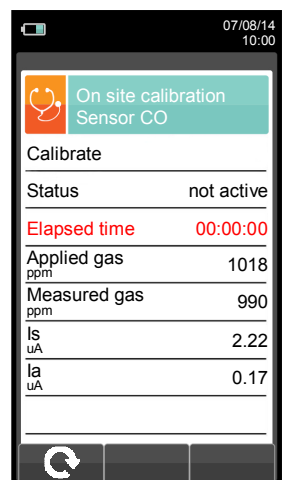 07/08/14
10:00
On site calibration
Sensor CO
Calibrate
Status not active
Elapsed time 00:00:00
Applied gas 1018
ppm
Measured gas 990
ppm
Is 2.22
uA
Ia 0.17
uA